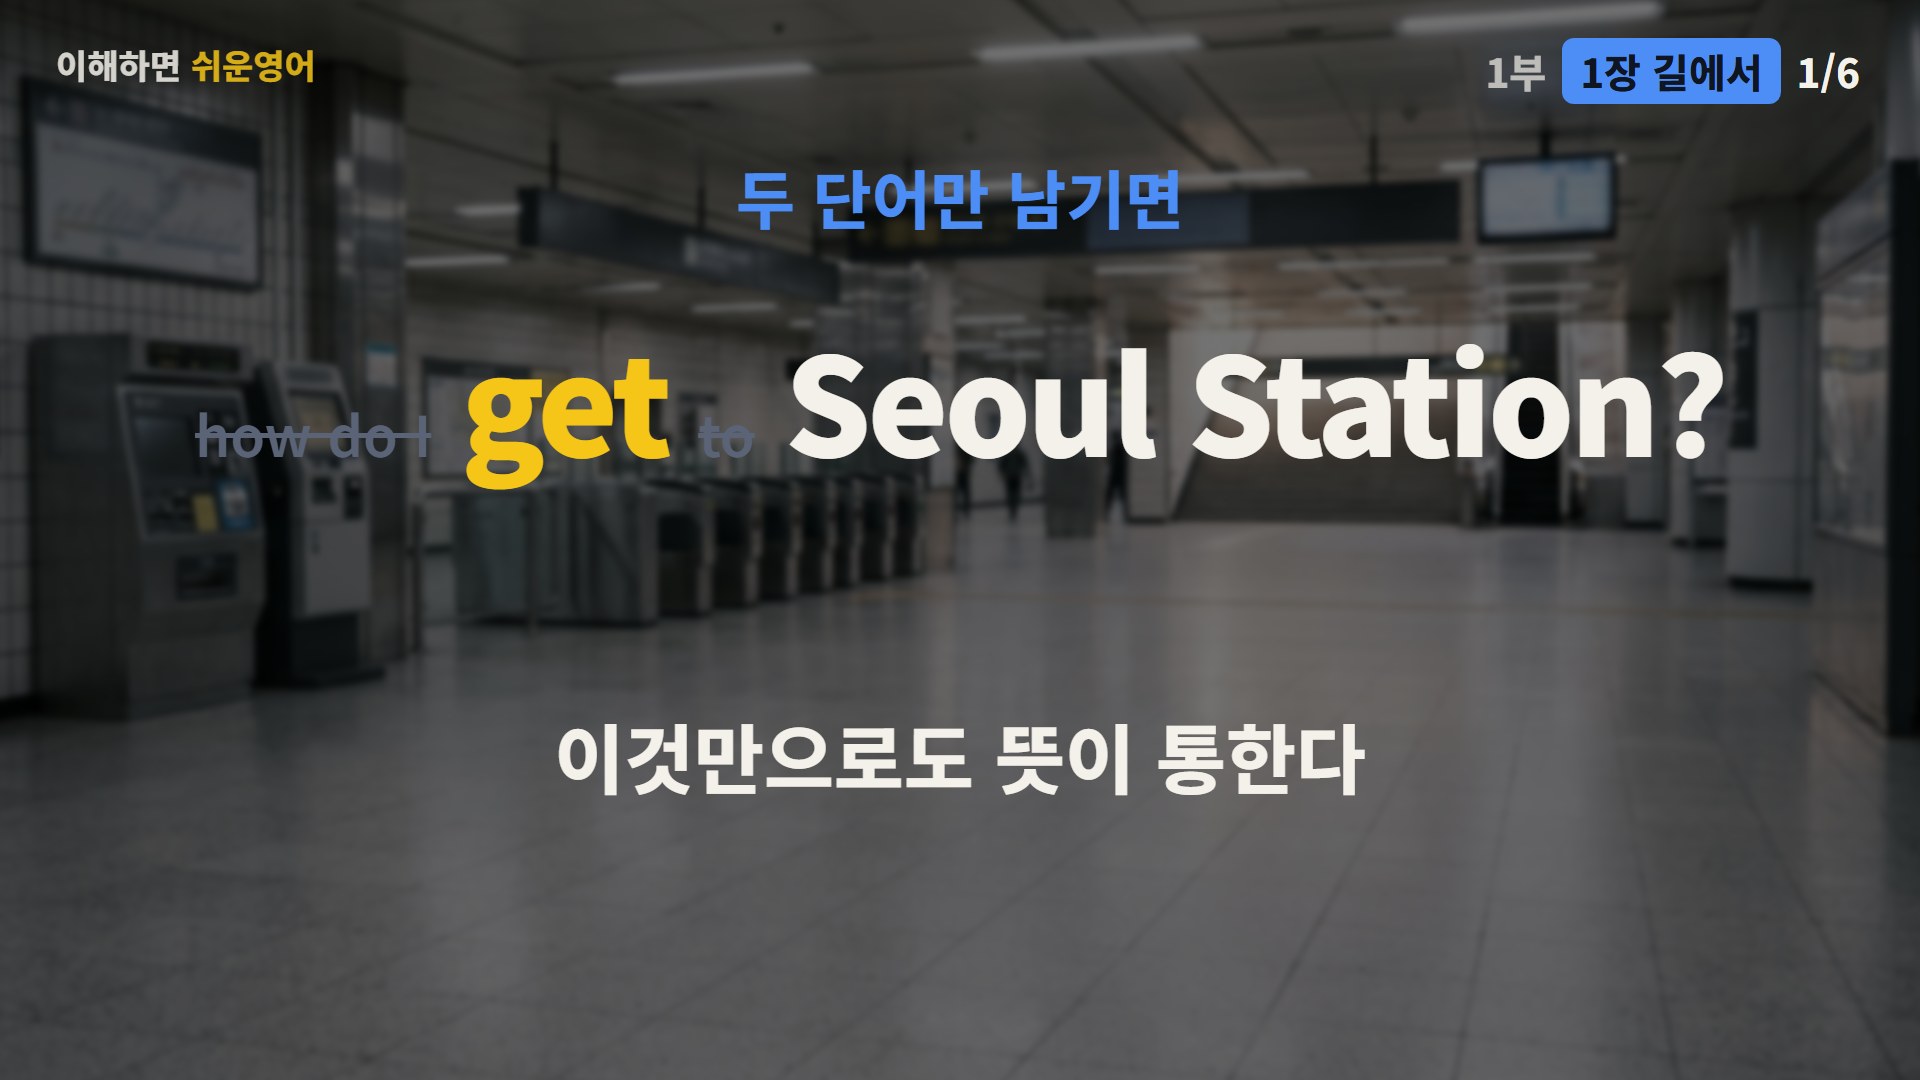 이해하면 쉬운영어
1부 1장 길에서 1/6
두 단어만 남기면
how do I get to Seoul Station?
이것만으로도 뜻이 통한다